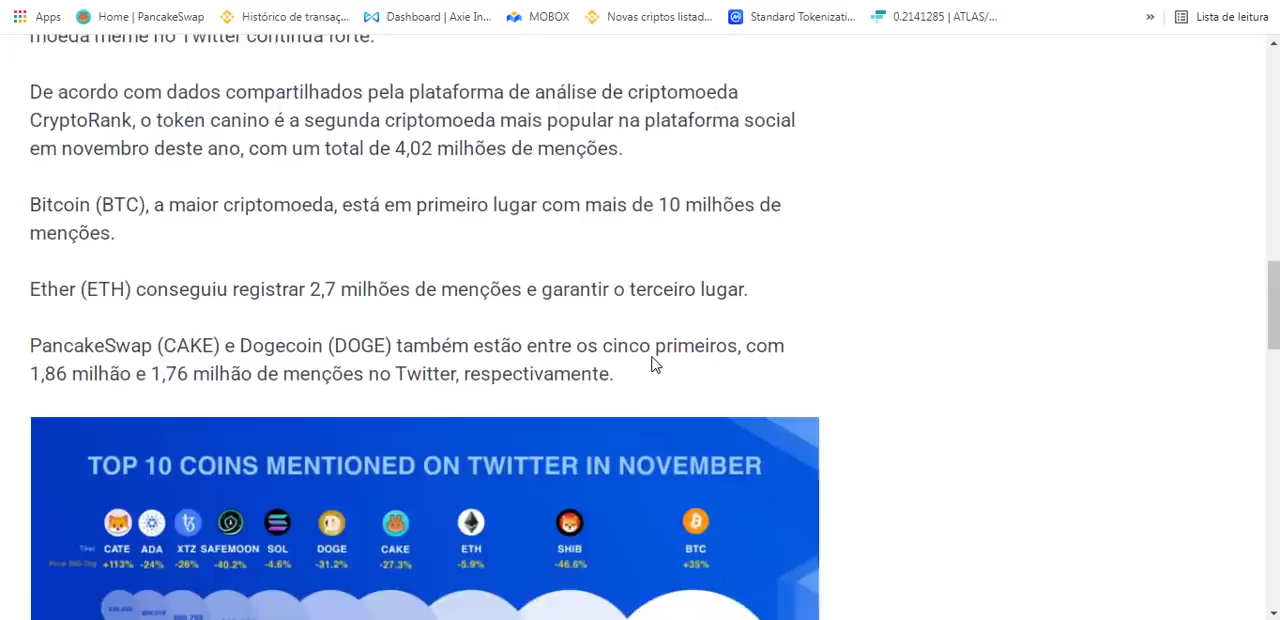 Apps Home | PancakeSwap Histórico de transaç... Dashboard | Axie In... MOBOX Novas criptos listad... Standard Tokenizati... 0.2141285 | ATLAS/... » Lista de leitura
moeda meme no Twitter continua forte.
De acordo com dados compartilhados pela plataforma de análise de criptomoeda
CryptoRank, o token canino é a segunda criptomoeda mais popular na plataforma social
em novembro deste ano, com um total de 4,02 milhões de menções.
Bitcoin (BTC), a maior criptomoeda, está em primeiro lugar com mais de 10 milhões de
menções.
Ether (ETH) conseguiu registrar 2,7 milhões de menções e garantir o terceiro lugar.
PancakeSwap (CAKE) e Dogecoin (DOGE) também estão entre os cinco primeiros, com
1,86 milhão e 1,76 milhão de menções no Twitter, respectivamente.
TOP 10 COINS MENTIONED ON TWITTER IN NOVEMBER
CATE ADA XTZ SAFEMOON SOL DOGE CAKE ETH SHIB BTC
+113% -24% -26% -40.2% -4.6% -31.2% -27.3% -5.9% -46.6% +35%